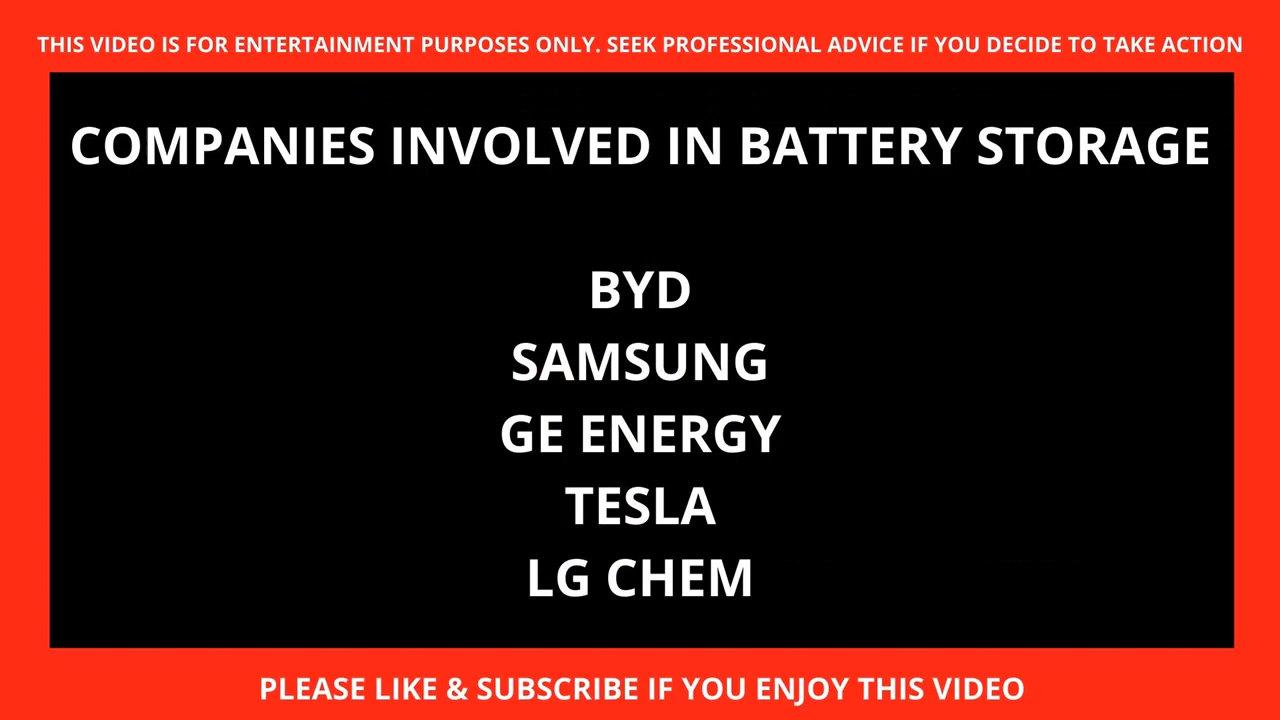 THIS VIDEO IS FOR ENTERTAINMENT PURPOSES ONLY. SEEK PROFESSIONAL ADVICE IF YOU DECIDE TO TAKE ACTION
COMPANIES INVOLVED IN BATTERY STORAGE
BYD
SAMSUNG
GE ENERGY
TESLA
LG CHEM
PLEASE LIKE & SUBSCRIBE IF YOU ENJOY THIS VIDEO